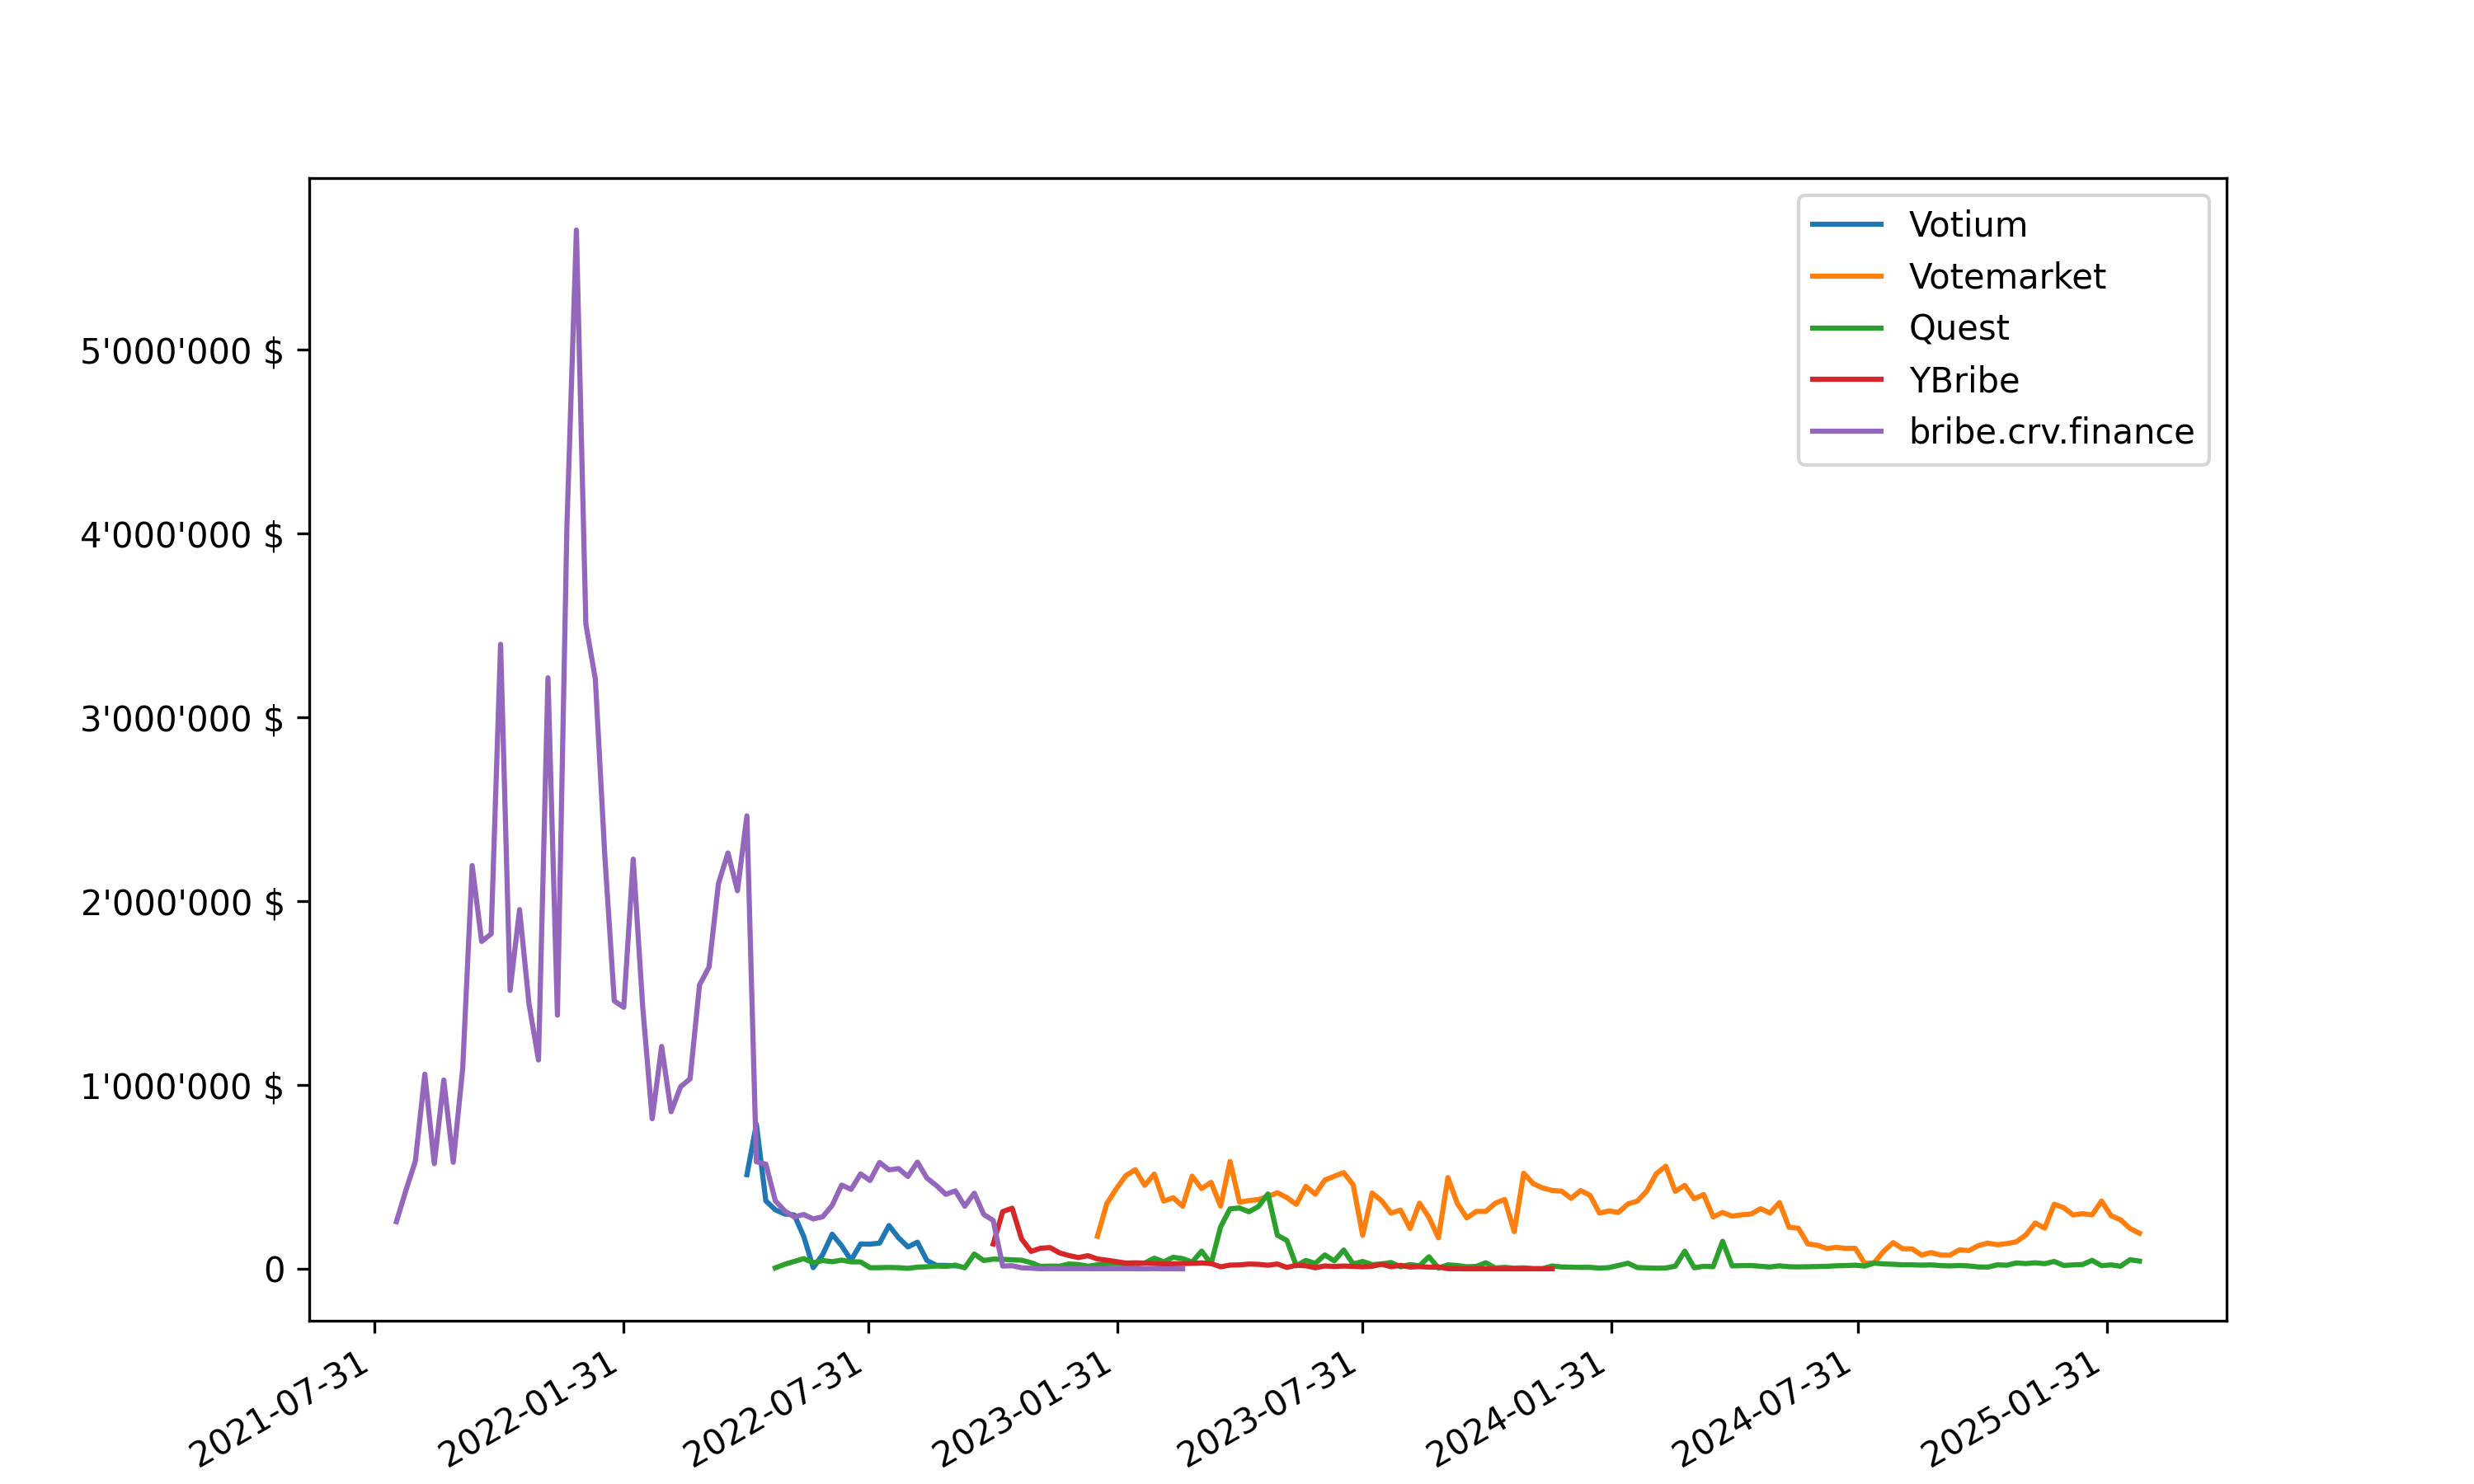 5'000'000 $
4'000'000 $
3'000'000 $
2'000'000 $
1'000'000 $
0
Votium
Votemarket
Quest
YBribe
bribe.crv.finance
2021-07-31
2022-01-31
2022-07-31
2023-01-31
2023-07-31
2024-01-31
2024-07-31
2025-01-31